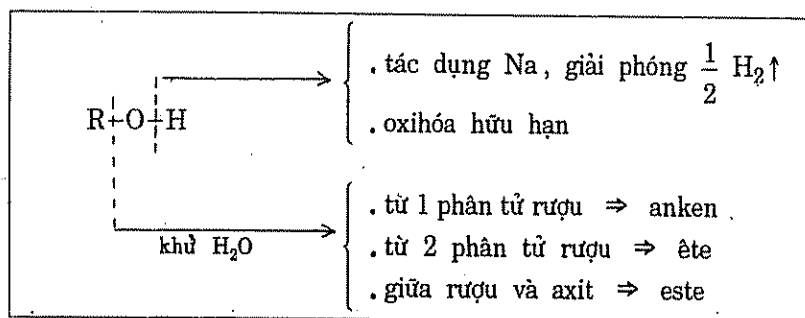 . tác dụng Na, giải phóng 1/2 H₂↑
R-O-H
. oxihóa hữu hạn
. từ 1 phân tử rượu ⇒ anken .
khử H₂O
. từ 2 phân tử rượu ⇒ ête
. giữa rượu và axit ⇒ este